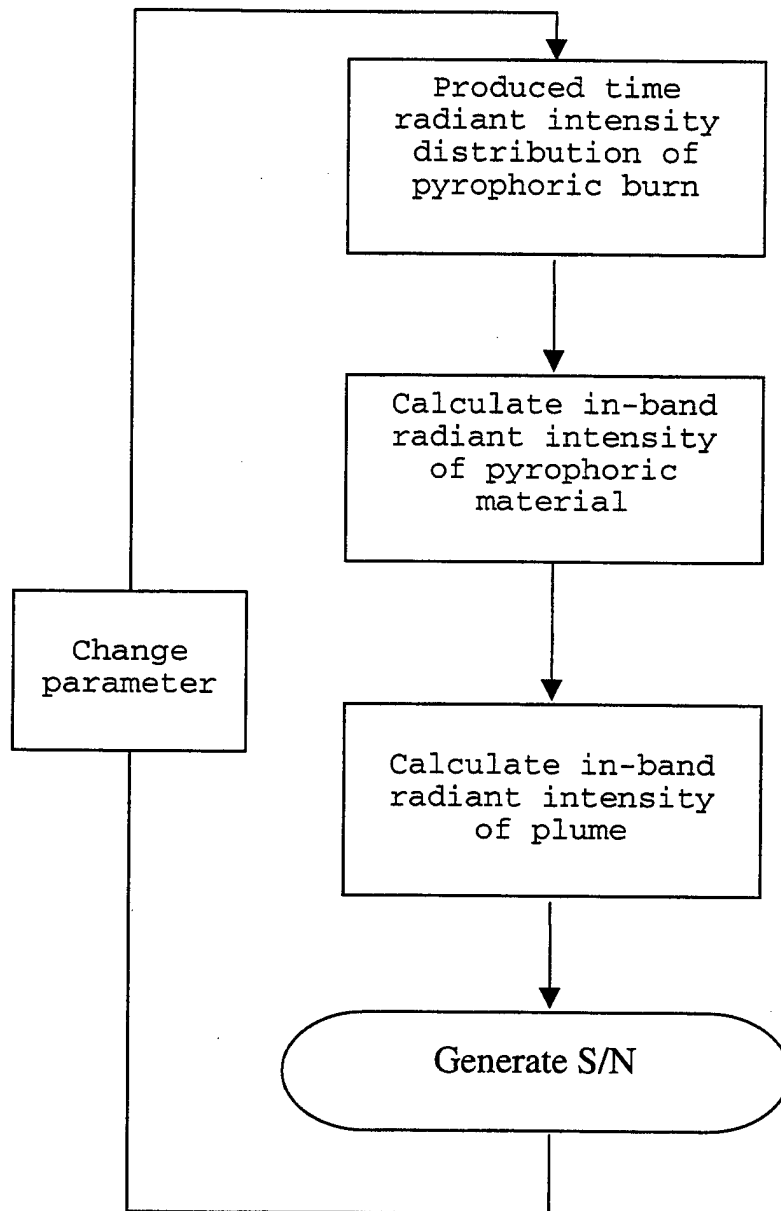 Produced time
radiant intensity
distribution of
pyrophoric burn
Calculate in-band
radiant intensity
of pyrophoric
material
Change
parameter
Calculate in-band
radiant intensity
of plume
Generate S/N